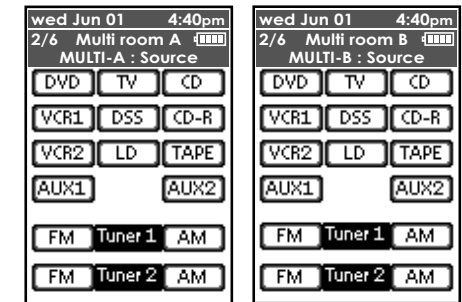 wed Jun 01 4:40pm
2/6 Multi room A
MULTI-A : Source
DVD TV CD
VCR1 DSS CD-R
VCR2 LD TAPE
AUX1 AUX2
FM Tuner 1 AM
FM Tuner 2 AM
wed Jun 01 4:40pm
2/6 Multi room B
MULTI-B : Source
DVD TV CD
VCR1 DSS CD-R
VCR2 LD TAPE
AUX1 AUX2
FM Tuner 1 AM
FM Tuner 2 AM